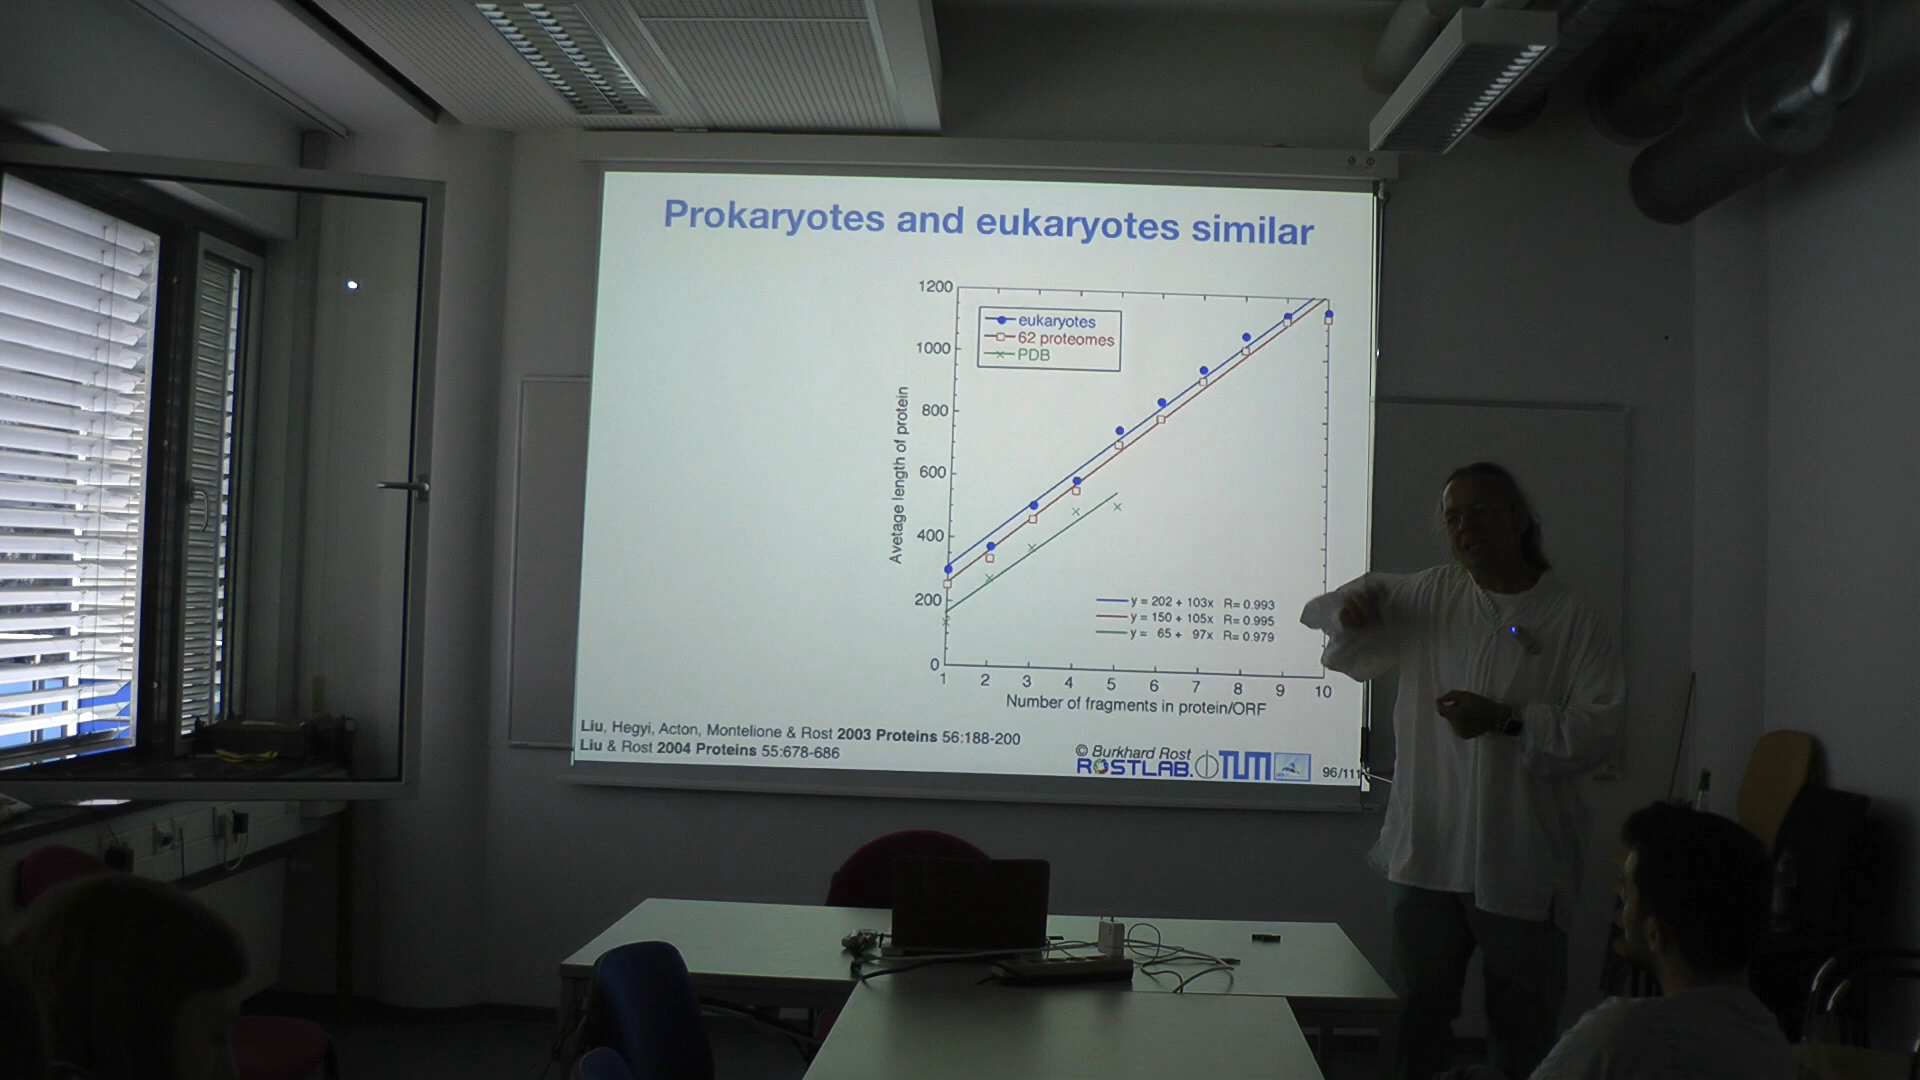 Prokaryotes and eukaryotes similar
1200
1000
800
600
400
200
0
Avetage length of protein
eukaryotes
62 proteomes
PDB
y = 202 + 103x R= 0.993
y = 150 + 105x R= 0.995
y = 65 + 97x R= 0.979
1 2 3 4 5 6 7 8 9 10
Number of fragments in protein/ORF
Liu, Hegyi, Acton, Montelione & Rost 2003 Proteins 56:188-200
Liu & Rost 2004 Proteins 55:678-686
© Burkhard Rost
ROSTLAB.
TUM
96/111